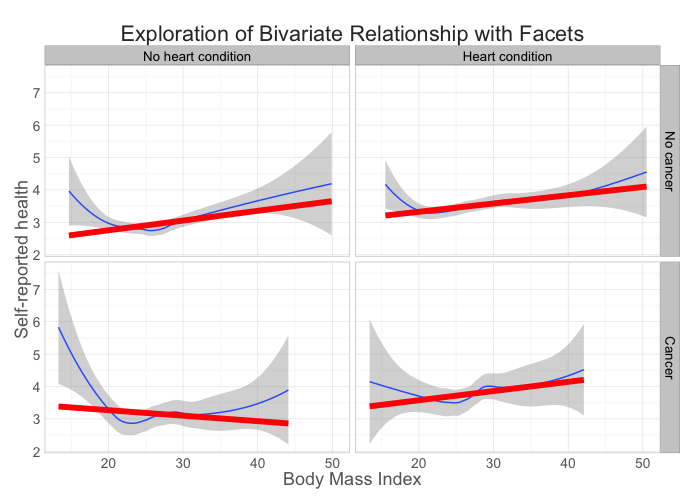 Exploration of Bivariate Relationship with Facets
No heart condition
Heart condition
7
6
5
4
3
2
No cancer
7
6
5
4
3
2
Cancer
Self-reported health
20
30
40
50
20
30
40
50
Body Mass Index